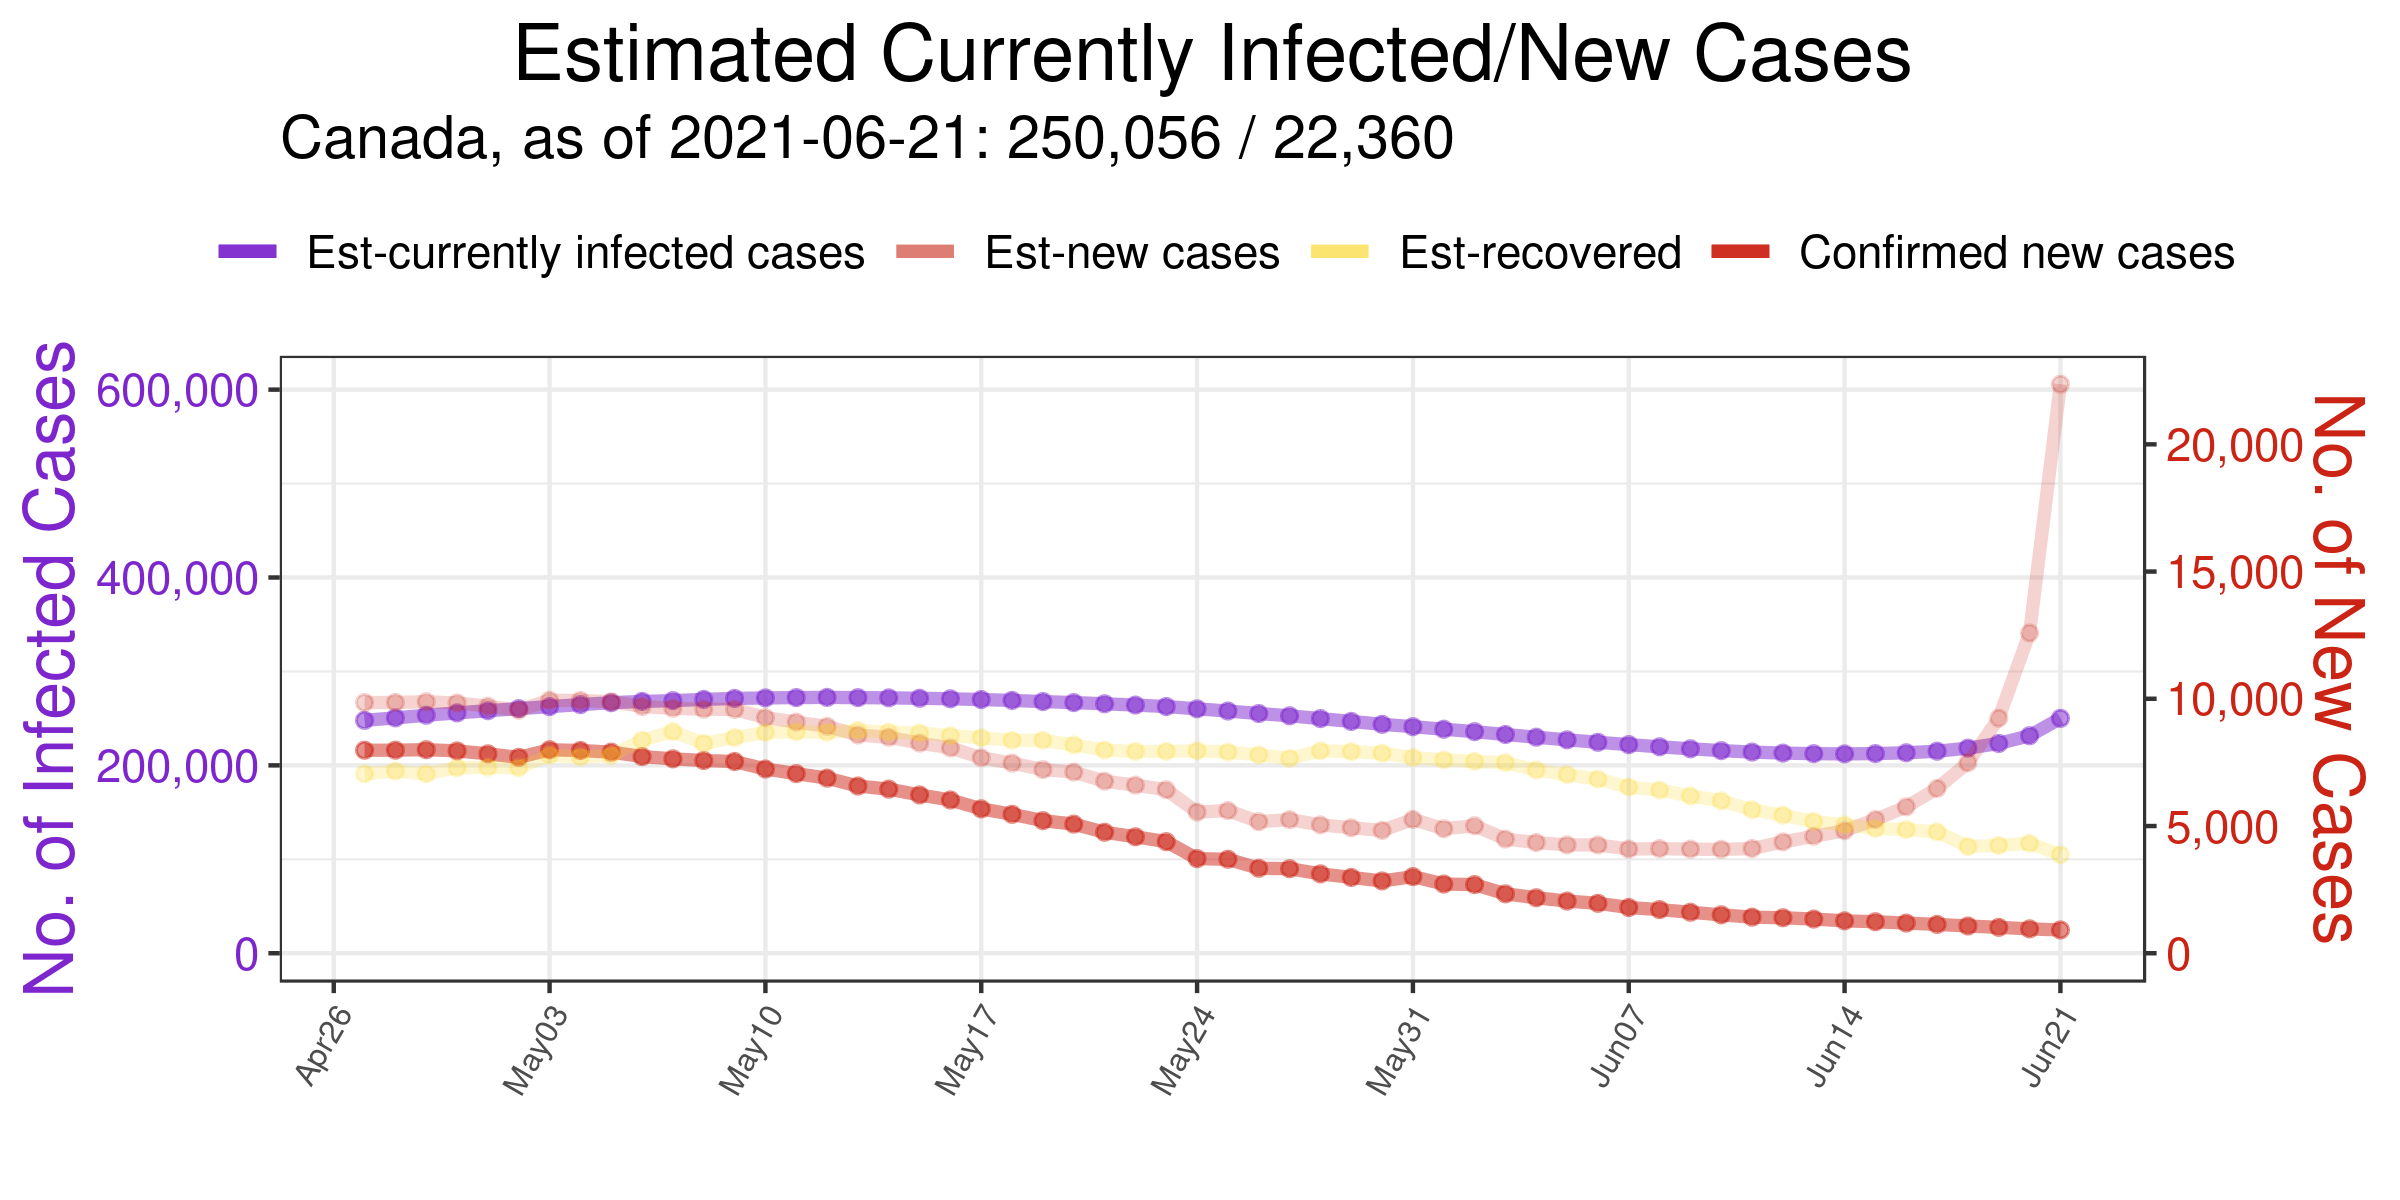 Estimated Currently Infected/New Cases
Canada, as of 2021-06-21: 250,056 / 22,360
Est-currently infected cases
Est-new cases
Est-recovered
Confirmed new cases
No. of Infected Cases
600,000
400,000
200,000
0
20,000
15,000
10,000
5,000
0
No. of New Cases
Apr26
May03
May10
May17
May24
May31
Jun07
Jun14
Jun21